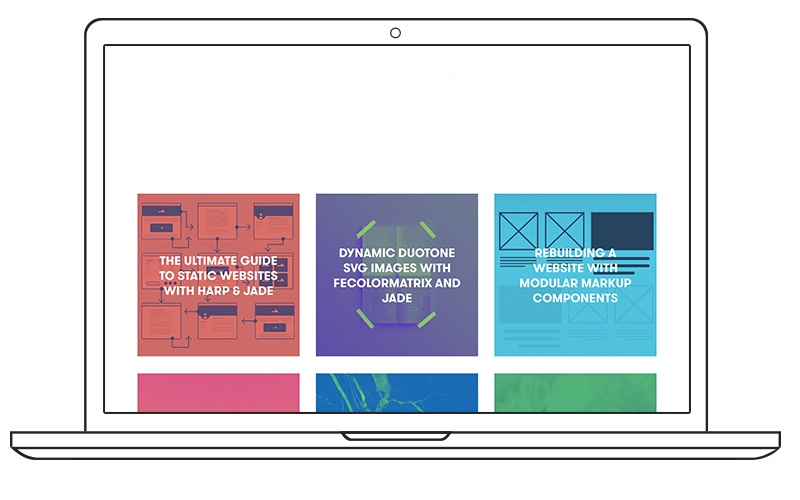 THE ULTIMATE GUIDE
TO STATIC WEBSITES
WITH HARP & JADE
DYNAMIC DUOTONE
SVG IMAGES WITH
FECOLORMATRIX AND
JADE
REBUILDING A
WEBSITE WITH
MODULAR MARKUP
COMPONENTS